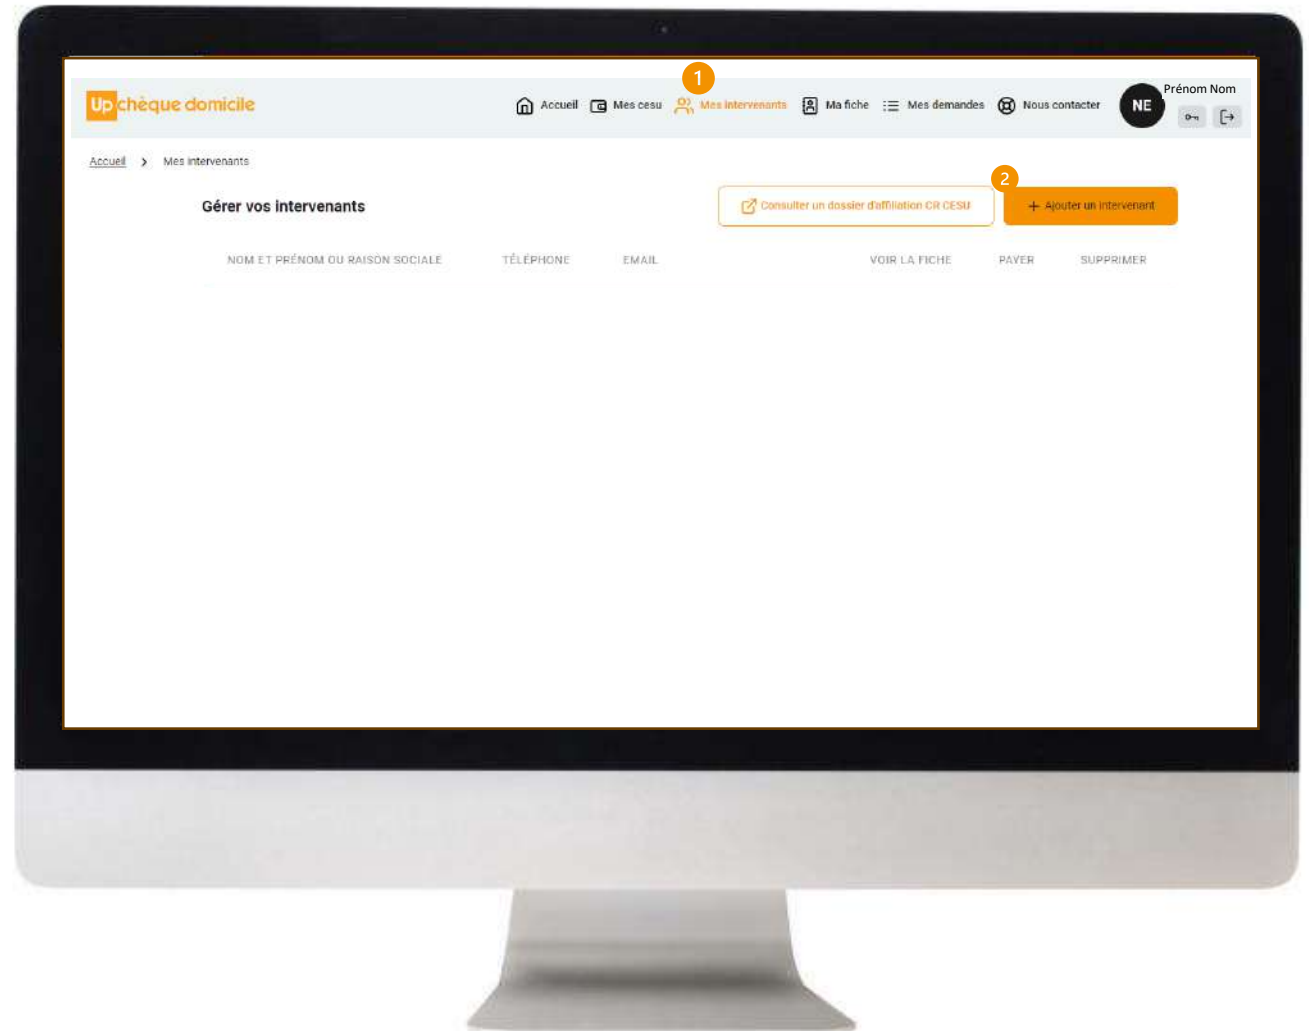 1
Up chèque domicile
Accueil
Mes cesu
Mes intervenants
Ma fiche
Mes demandes
Nous contacter
NE
Prénom Nom
Accueil > Mes intervenants
2
Gérer vos intervenants
Consulter un dossier d'affiliation CR CESU
+ Ajouter un intervenant
NOM ET PRÉNOM OU RAISON SOCIALE
TÉLÉPHONE
EMAIL
VOIR LA FICHE
PAYER
SUPPRIMER